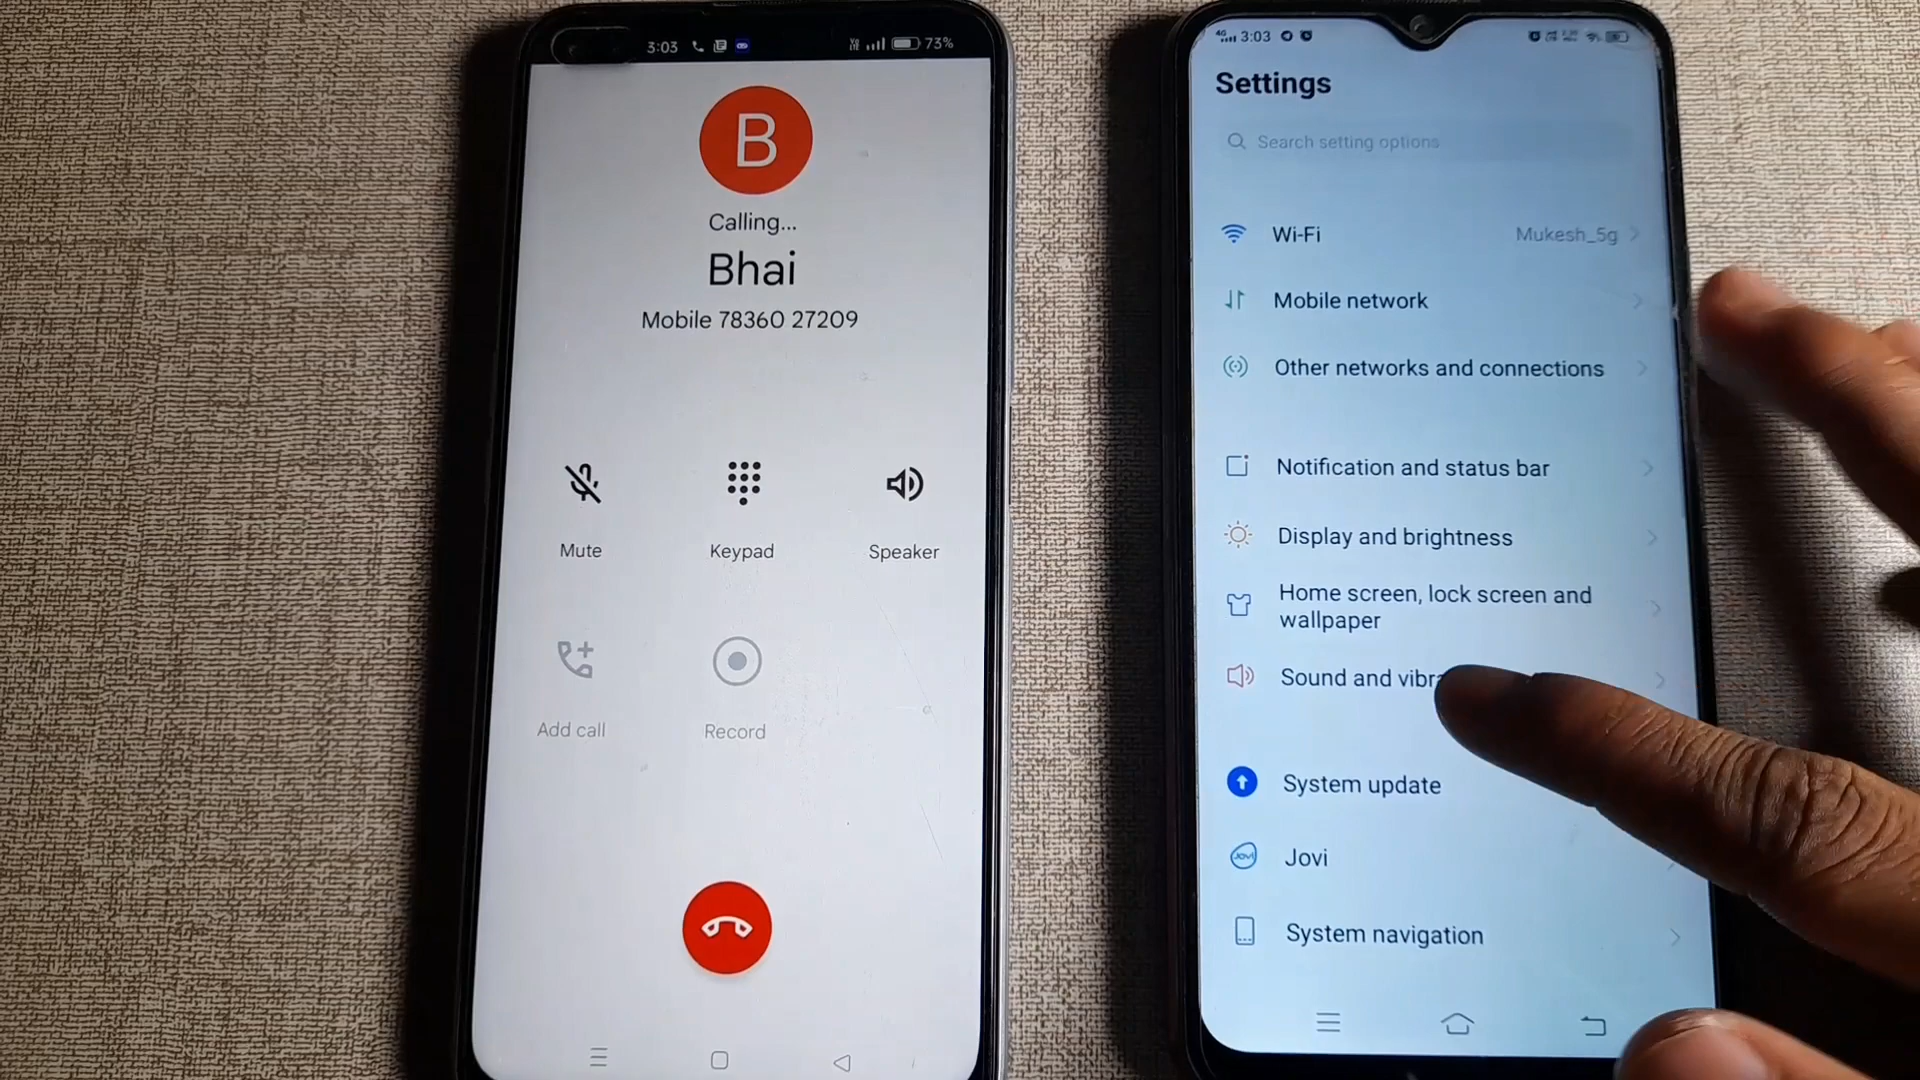 3:03
73%
B
Calling...
Bhai
Mobile 78360 27209
Mute
Keypad
Speaker
Add call
Record
4G 3:03
Settings
Search setting options
Wi-Fi
Mukesh_5g
Mobile network
Other networks and connections
Notification and status bar
Display and brightness
Home screen, lock screen and
wallpaper
Sound and vibra
System update
Jovi
System navigation